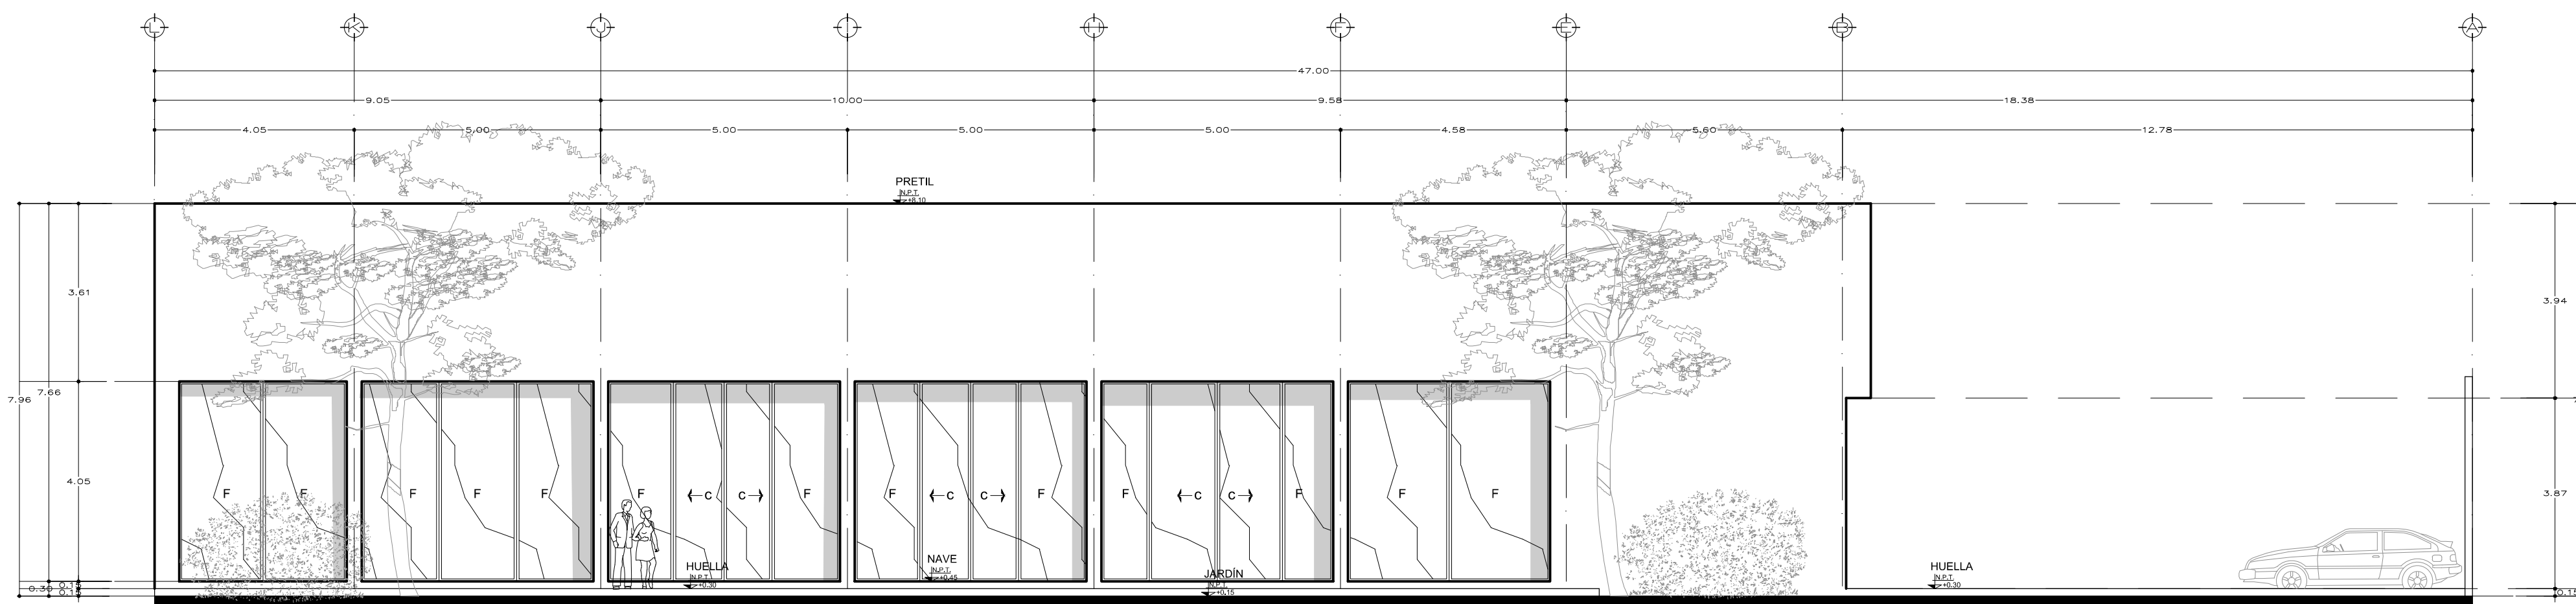 L K J I H F E B A
47.00
9.05 10.00 9.58 18.38
4.05 5.00 5.00 5.00 5.00 4.58 5.60 12.78
PRETIL
N.P.T.
+8.10
3.61
3.94
7.66
7.96
4.05
3.87
F F F F F F C C F F C C F F C C F F F
NAVE
N.P.T.
+0.45
HUELLA
N.P.T.
+0.30
JARDÍN
N.P.T.
+0.15
HUELLA
N.P.T.
+0.30
0.15
0.30
0.15